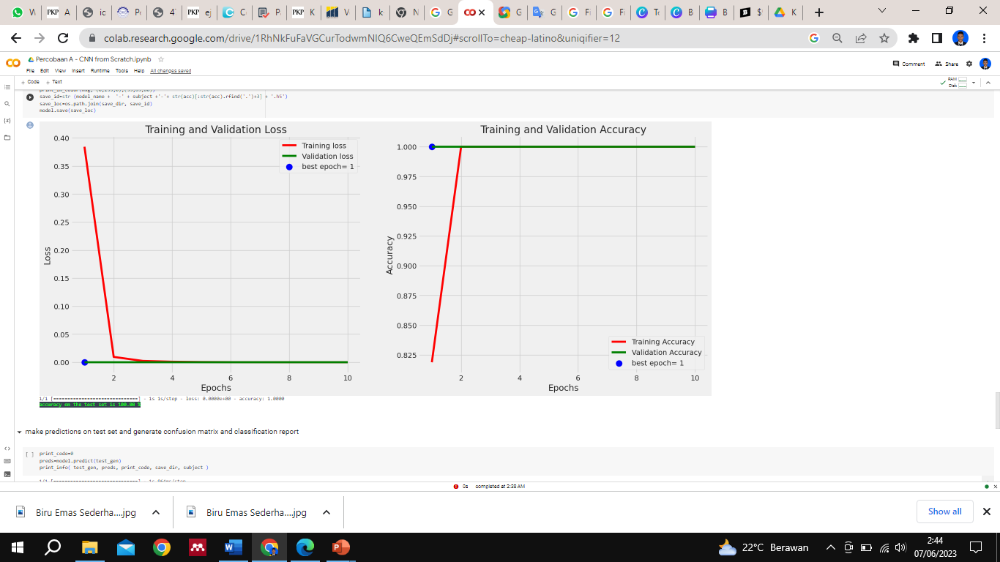 colab.research.google.com/drive/1RhNkFuFaVGCurTodwmNIQ6CweQEmSdDj#scrollTo=cheap-latino&uniqifier=12
Percobaan A - CNN from Scratch.ipynb
File Edit View Insert Runtime Tools Help All changes saved
Comment Share
+ Code + Text
RAM
Disk
save_id=str (model_name + '-' + subject +'-'+ str(acc)[:str(acc).rfind('.')+3] + '.h5')
save_loc=os.path.join(save_dir, save_id)
model.save(save_loc)
Training and Validation Loss
Training loss
Validation loss
best epoch= 1
0.40
0.35
0.30
0.25
0.20
0.15
0.10
0.05
0.00
Loss
2 4 6 8 10
Epochs
Training and Validation Accuracy
1.000
0.975
0.950
0.925
0.900
0.875
0.850
0.825
Accuracy
Training Accuracy
Validation Accuracy
best epoch= 1
2 4 6 8 10
Epochs
1/1 [==============================] - 1s 1s/step - loss: 0.0000e+00 - accuracy: 1.0000
accuracy on the test set is 100.00 %
make predictions on test set and generate confusion matrix and classification report
[ ] print_code=0
preds=model.predict(test_gen)
print_info( test_gen, preds, print_code, save_dir, subject )
0s completed at 2:38 AM
Biru Emas Sederha....jpg
Biru Emas Sederha....jpg
Show all
22°C Berawan
2:44
07/06/2023